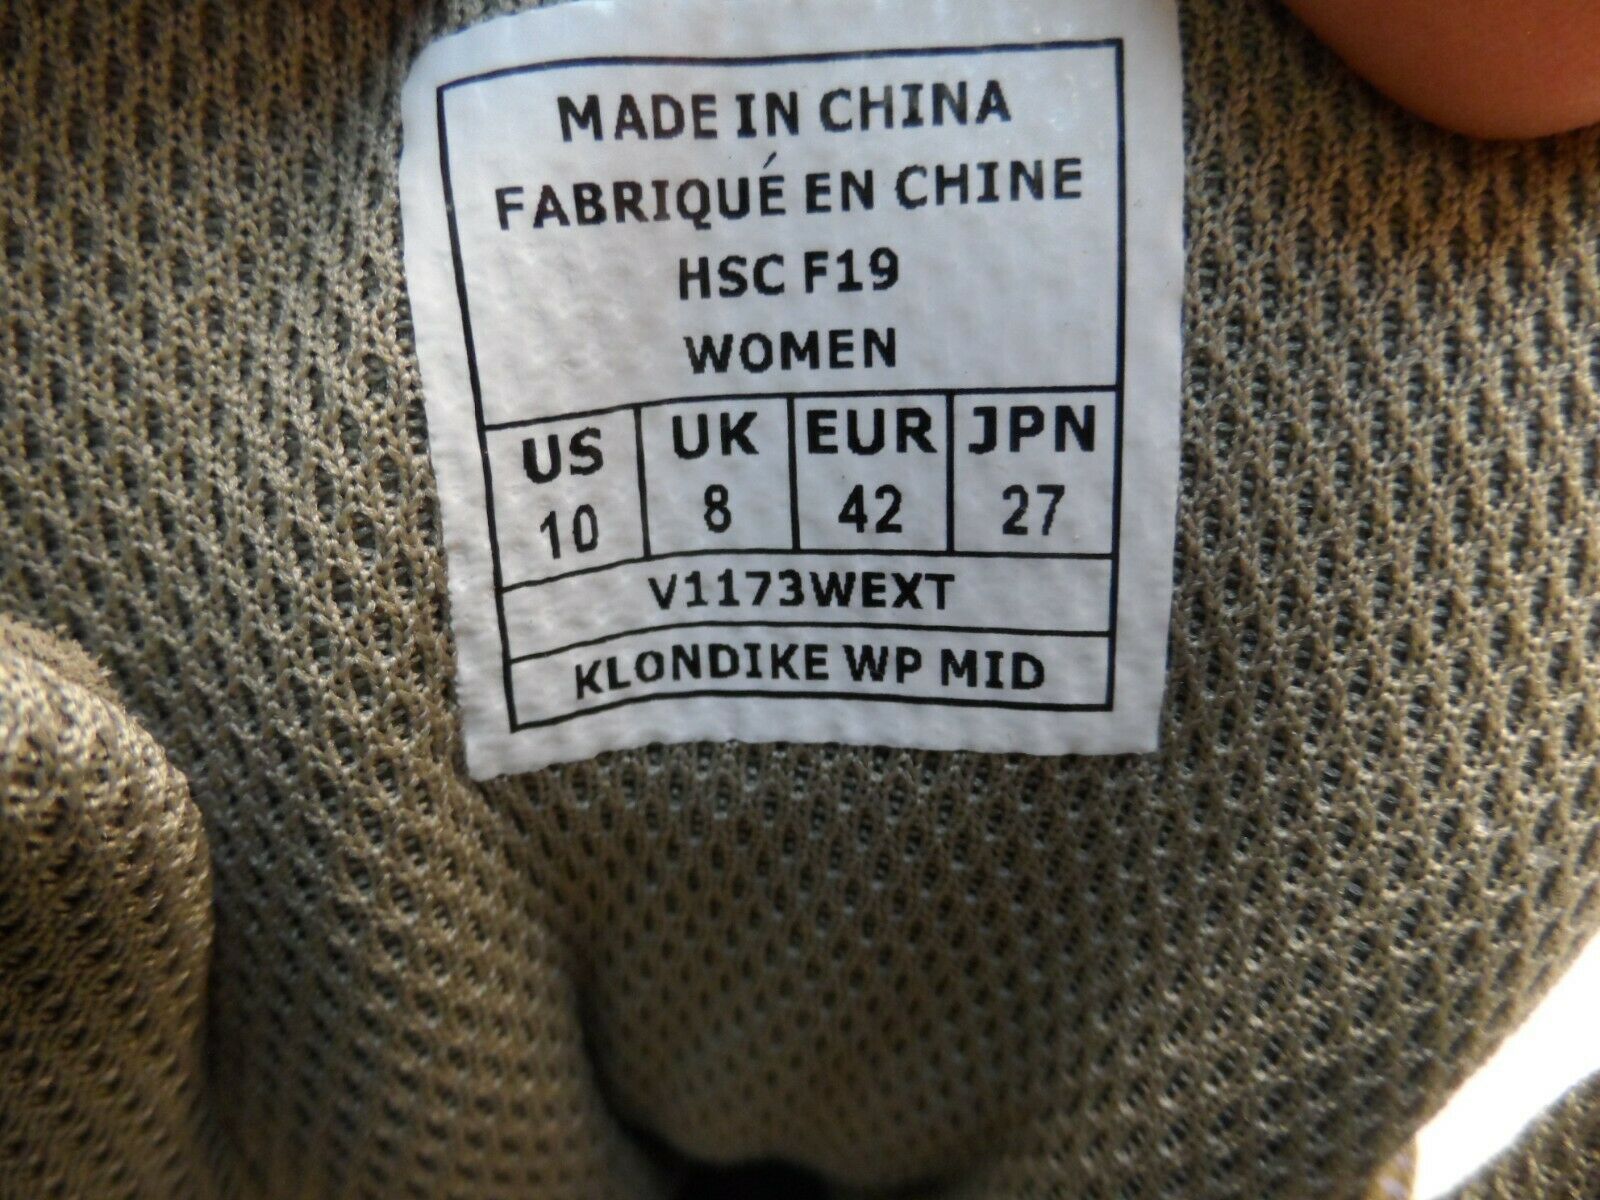 MADE IN CHINA
FABRIQUÉ EN CHINE
HSC F19
WOMEN
US UK EUR JPN
10 8 42 27
V1173WEXT
KLONDIKE WP MID